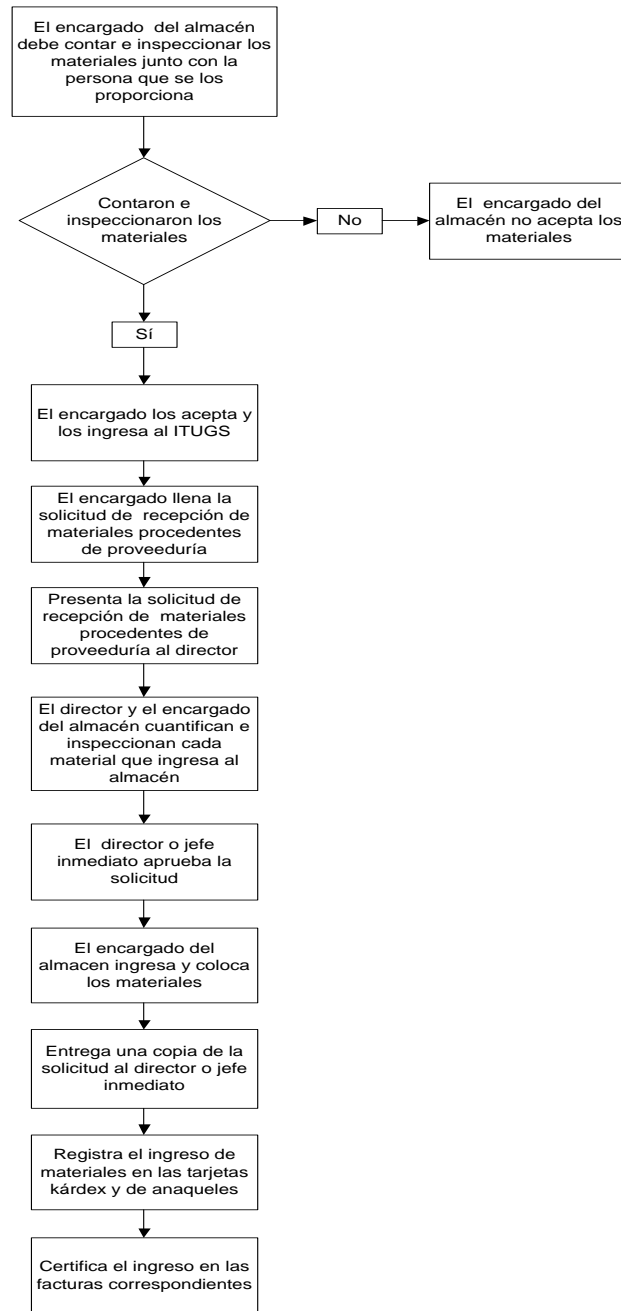 El encargado del almacén
debe contar e inspeccionar los
materiales junto con la
persona que se los
proporciona
Contaron e
inspeccionaron los
materiales
No
El encargado del
almacén no acepta los
materiales
Sí
El encargado los acepta y
los ingresa al ITUGS
El encargado llena la
solicitud de recepción de
materiales procedentes
de proveeduría
Presenta la solicitud de
recepción de materiales
procedentes de
proveeduría al director
El director y el encargado
del almacén cuantifican e
inspeccionan cada
material que ingresa al
almacén
El director o jefe
inmediato aprueba la
solicitud
El encargado del
almacen ingresa y coloca
los materiales
Entrega una copia de la
solicitud al director o jefe
inmediato
Registra el ingreso de
materiales en las tarjetas
kárdex y de anaqueles
Certifica el ingreso en las
facturas correspondientes